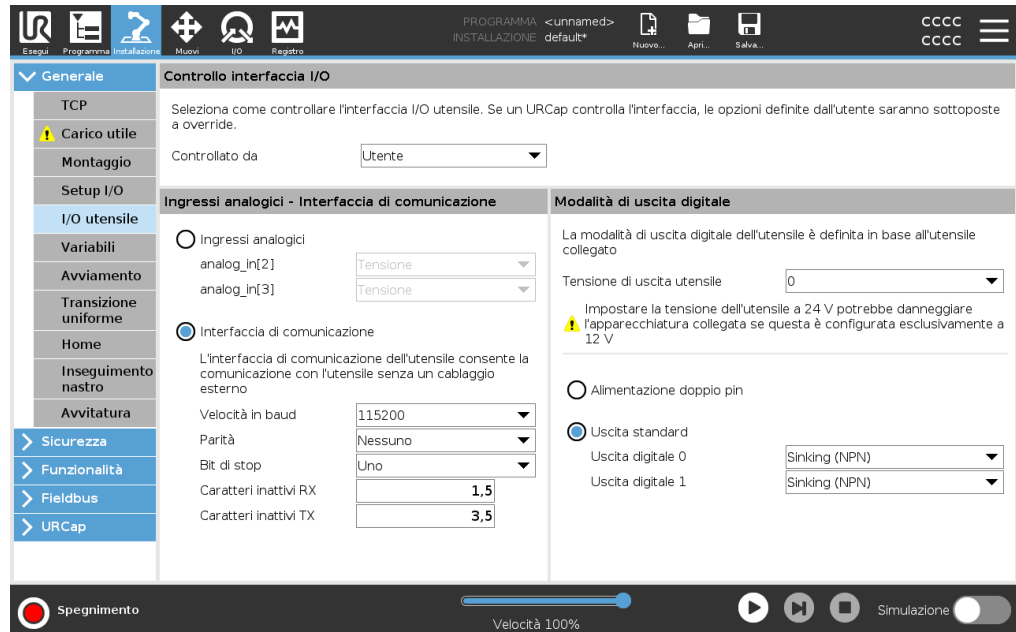 UR
PROGRAMMA <unnamed>
INSTALLAZIONE default*
cccc
cccc
Esegui Programma Installazione Muovi I/O Registro Nuovo... Apri... Salva...
Generale
TCP
Carico utile
Montaggio
Setup I/O
I/O utensile
Variabili
Avviamento
Transizione
uniforme
Home
Inseguimento
nastro
Avvitatura
Sicurezza
Funzionalità
Fieldbus
URCap
Controllo interfaccia I/O
Seleziona come controllare l'interfaccia I/O utensile. Se un URCap controlla l'interfaccia, le opzioni definite dall'utente saranno sottoposte
a override.
Controllato da Utente
Ingressi analogici - Interfaccia di comunicazione
Ingressi analogici
analog_in[2] Tensione
analog_in[3] Tensione
Interfaccia di comunicazione
L'interfaccia di comunicazione dell'utensile consente la
comunicazione con l'utensile senza un cablaggio
esterno
Velocità in baud 115200
Parità Nessuno
Bit di stop Uno
Caratteri inattivi RX 1,5
Caratteri inattivi TX 3,5
Modalità di uscita digitale
La modalità di uscita digitale dell'utensile è definita in base all'utensile
collegato
Tensione di uscita utensile 0
Impostare la tensione dell'utensile a 24 V potrebbe danneggiare
l'apparecchiatura collegata se questa è configurata esclusivamente a
12 V
Alimentazione doppio pin
Uscita standard
Uscita digitale 0 Sinking (NPN)
Uscita digitale 1 Sinking (NPN)
Spegnimento
Velocità 100%
Simulazione